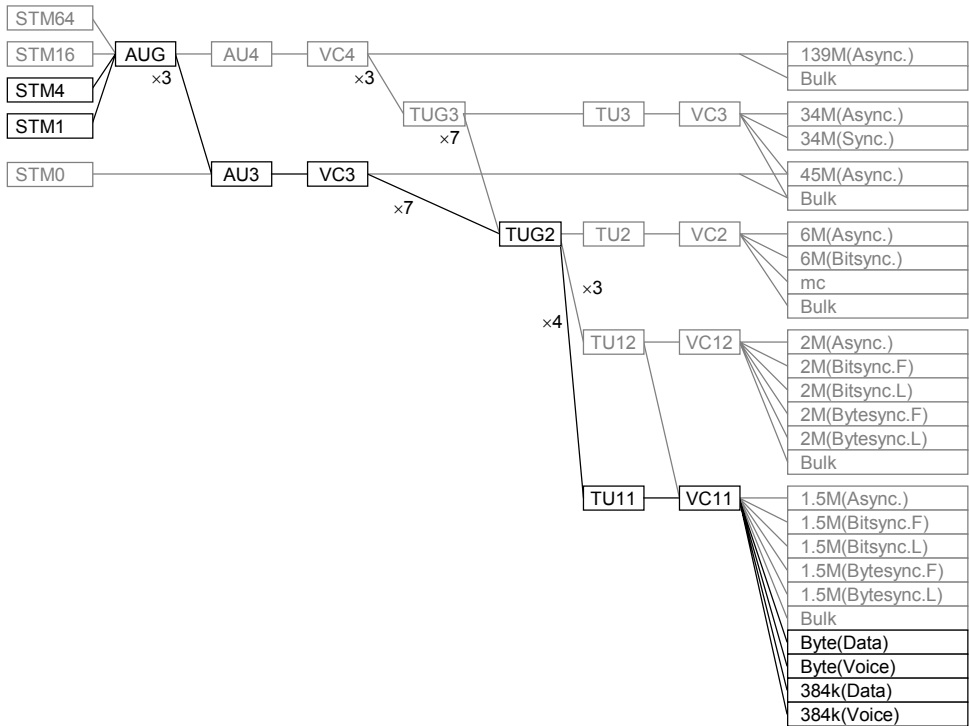 STM64
STM16 AUG AU4 VC4 139M(Async.)
×3 ×3 Bulk
STM4
STM1 TUG3 TU3 VC3 34M(Async.)
×7 34M(Sync.)
STM0 AU3 VC3 45M(Async.)
Bulk
×7
TUG2 TU2 VC2 6M(Async.)
6M(Bitsync.)
×3 mc
Bulk
×4
TU12 VC12 2M(Async.)
2M(Bitsync.F)
2M(Bitsync.L)
2M(Bytesync.F)
2M(Bytesync.L)
Bulk
TU11 VC11 1.5M(Async.)
1.5M(Bitsync.F)
1.5M(Bitsync.L)
1.5M(Bytesync.F)
1.5M(Bytesync.L)
Bulk
Byte(Data)
Byte(Voice)
384k(Data)
384k(Voice)